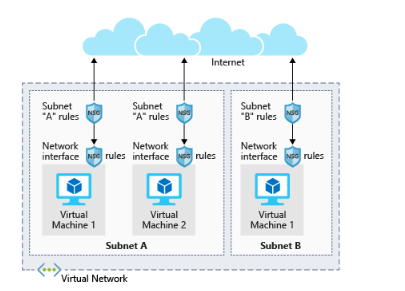 Internet
Subnet
"A" rules
NSG
Subnet
"A" rules
NSG
Subnet
"B" rules
NSG
Network
interface
NSG
rules
Network
interface
NSG
rules
Network
interface
NSG
rules
Virtual
Machine 1
Virtual
Machine 2
Virtual
Machine 1
Subnet A
Subnet B
Virtual Network